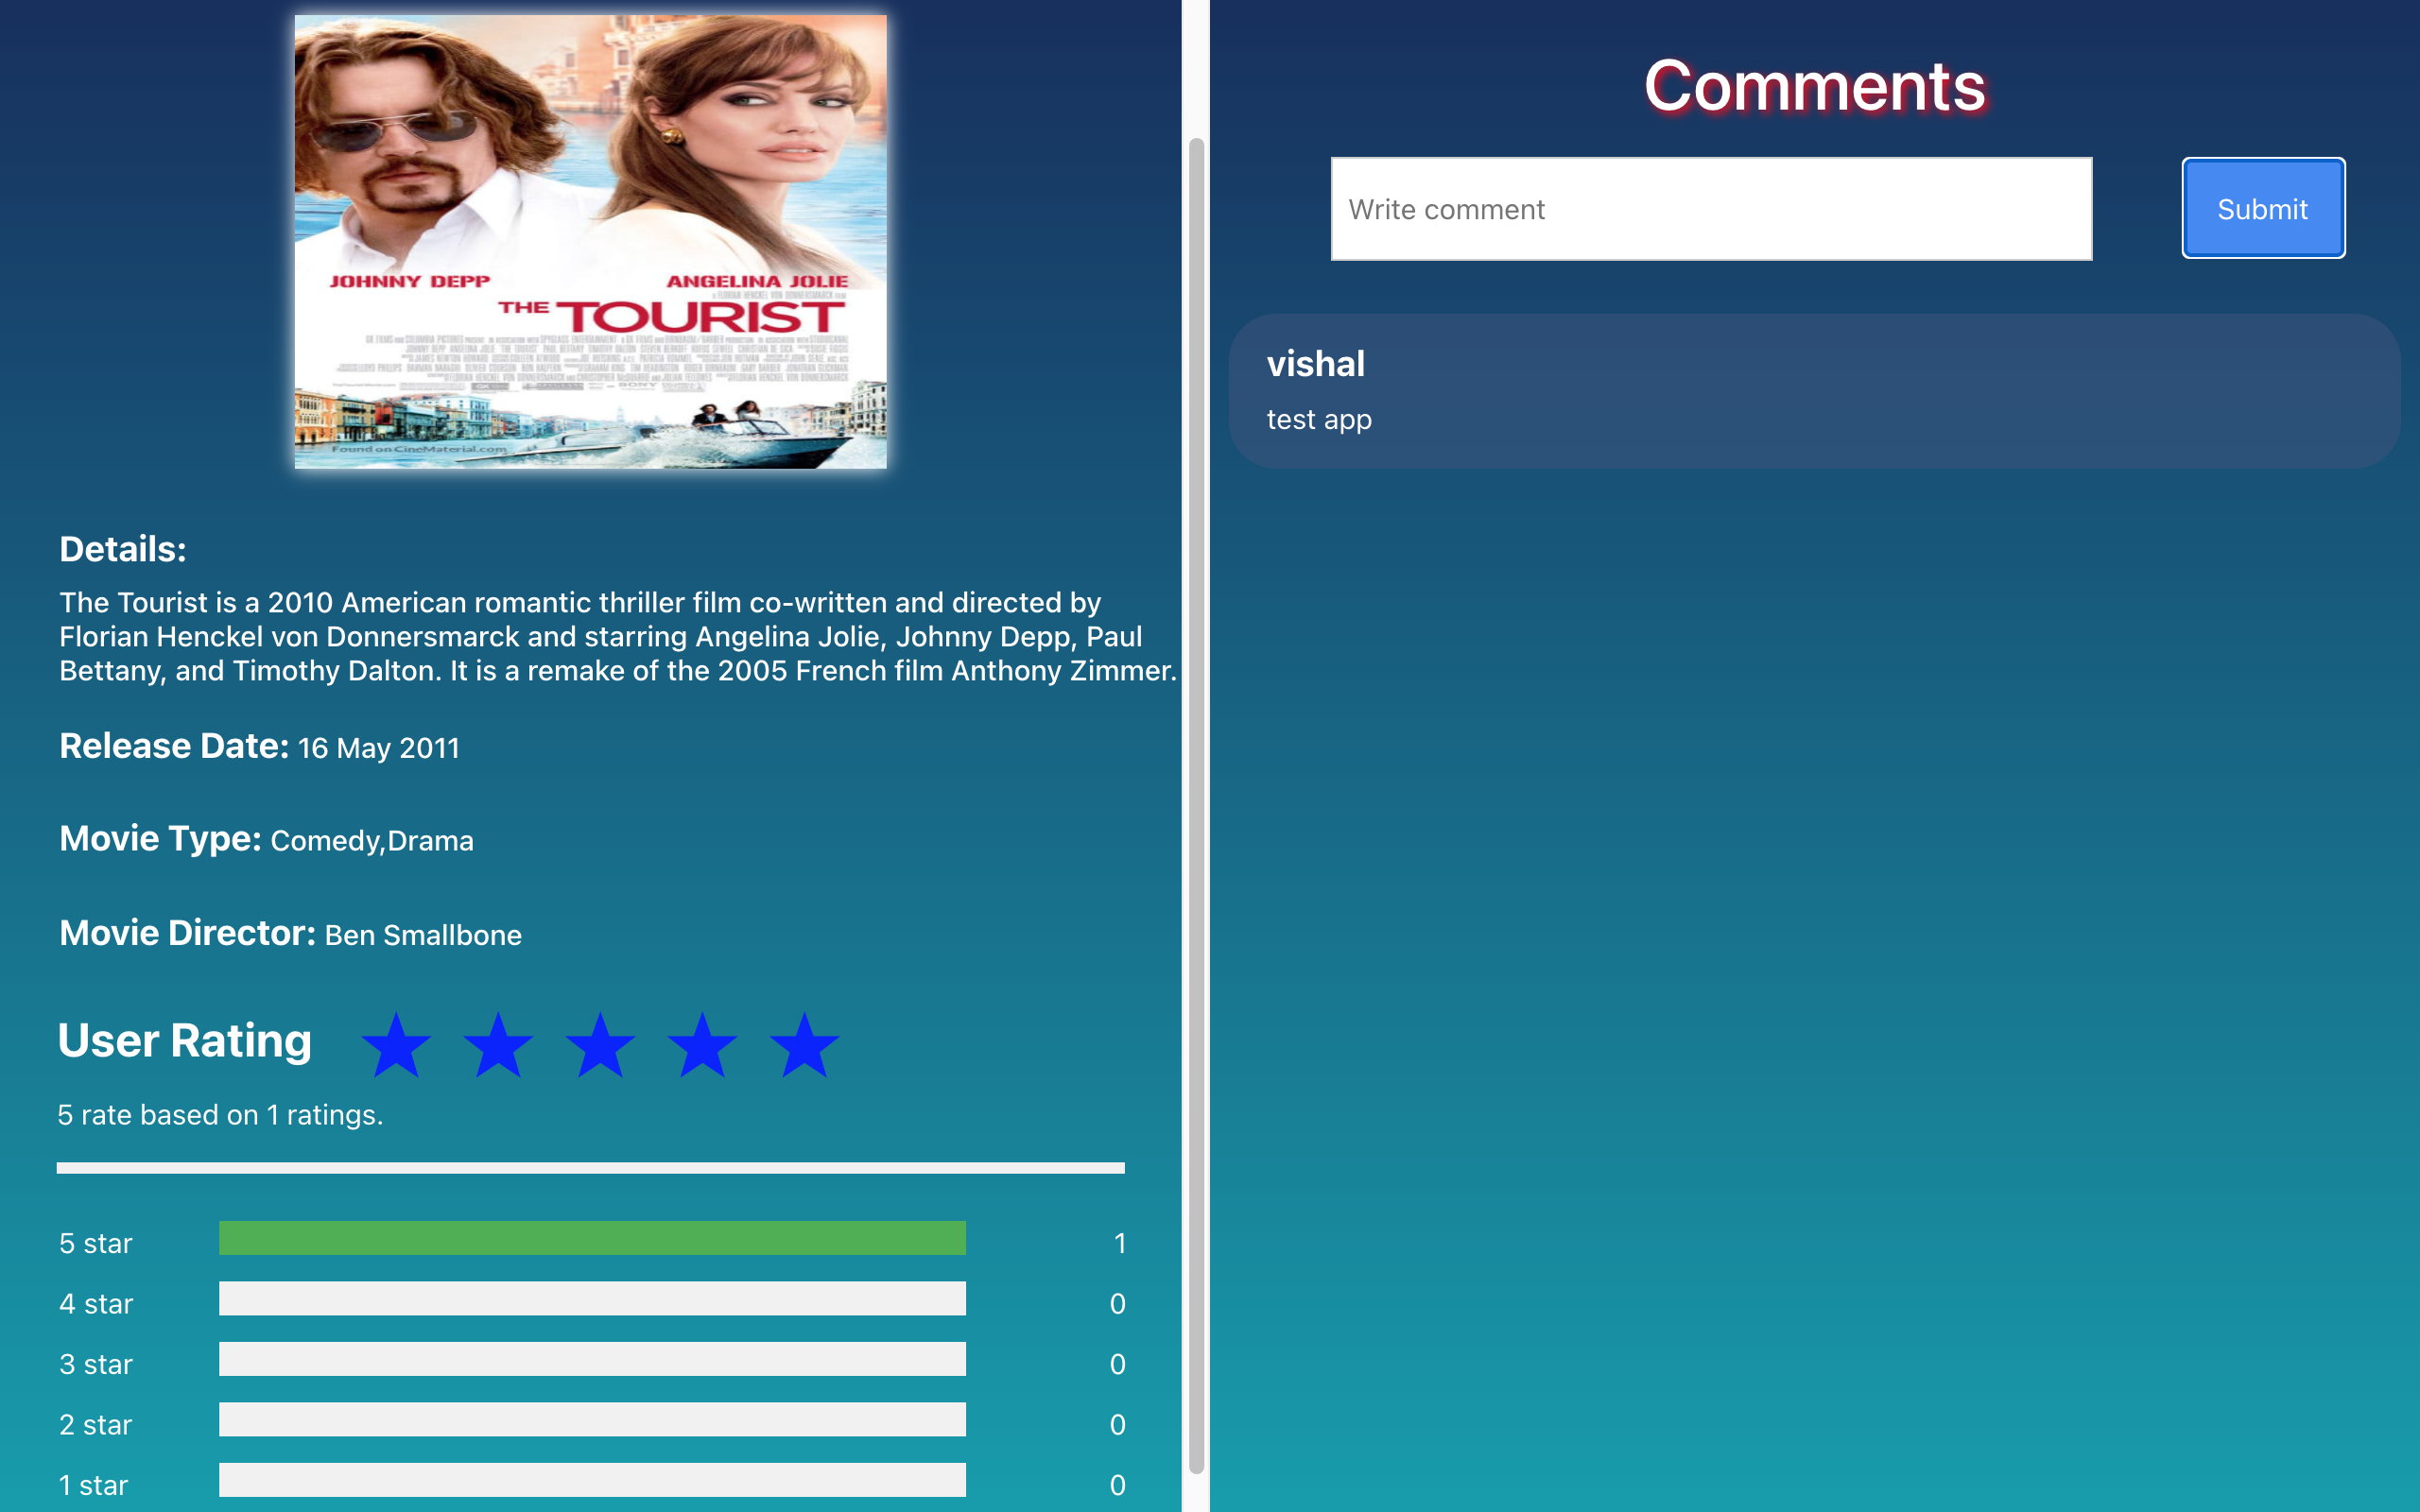 JOHNNY DEPP
ANGELINA JOLIE
THE TOURIST
Found on CineMaterial.com
Details:
The Tourist is a 2010 American romantic thriller film co-written and directed by
Florian Henckel von Donnersmarck and starring Angelina Jolie, Johnny Depp, Paul
Bettany, and Timothy Dalton. It is a remake of the 2005 French film Anthony Zimmer.
Release Date: 16 May 2011
Movie Type: Comedy,Drama
Movie Director: Ben Smallbone
User Rating
5 rate based on 1 ratings.
5 star 1
4 star 0
3 star 0
2 star 0
1 star 0
Comments
Write comment
Submit
vishal
test app